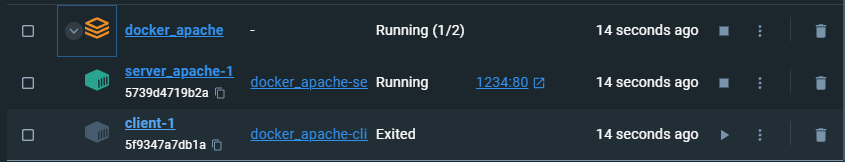 docker_apache - Running (1/2) 14 seconds ago
server_apache-1 docker_apache-se Running 1234:80 14 seconds ago
5739d4719b2a
client-1 docker_apache-cli Exited 14 seconds ago
5f9347a7db1a